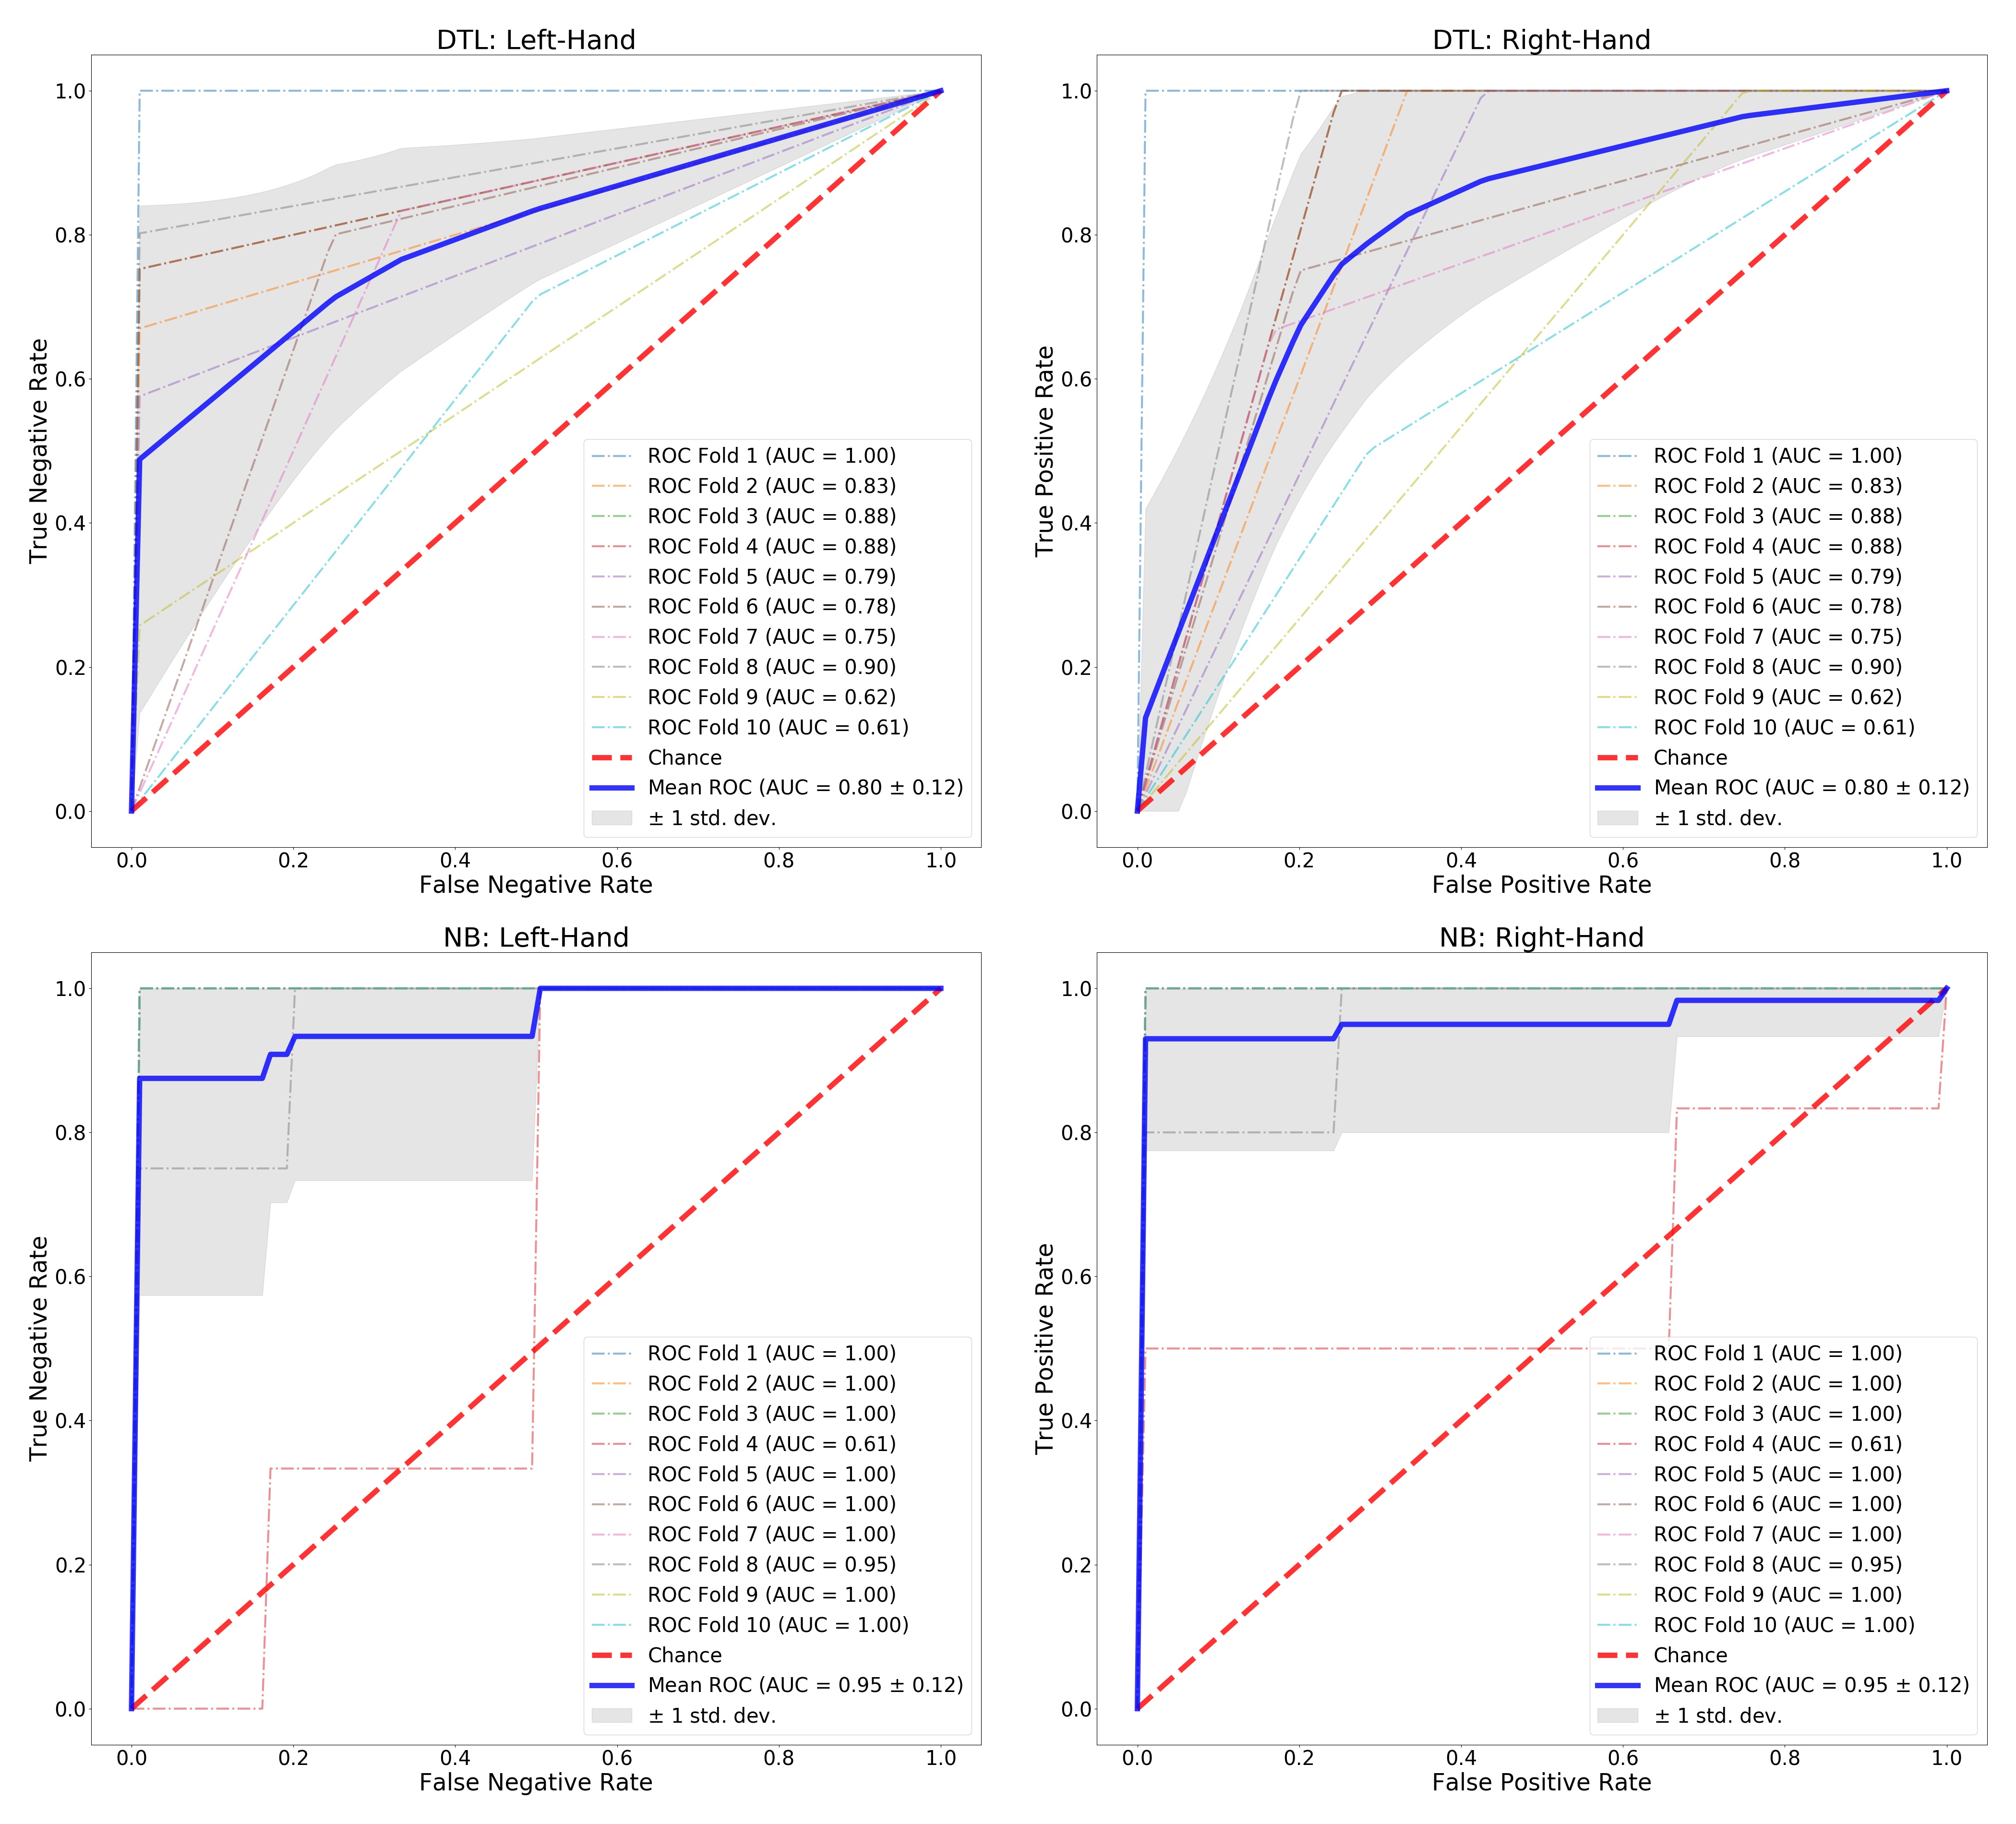 DTL: Left-Hand
True Negative Rate
1.0
0.8
0.6
0.4
0.2
0.0
0.0 0.2 0.4 0.6 0.8 1.0
False Negative Rate
ROC Fold 1 (AUC = 1.00)
ROC Fold 2 (AUC = 0.83)
ROC Fold 3 (AUC = 0.88)
ROC Fold 4 (AUC = 0.88)
ROC Fold 5 (AUC = 0.79)
ROC Fold 6 (AUC = 0.78)
ROC Fold 7 (AUC = 0.75)
ROC Fold 8 (AUC = 0.90)
ROC Fold 9 (AUC = 0.62)
ROC Fold 10 (AUC = 0.61)
Chance
Mean ROC (AUC = 0.80 ± 0.12)
± 1 std. dev.
DTL: Right-Hand
True Positive Rate
1.0
0.8
0.6
0.4
0.2
0.0
0.0 0.2 0.4 0.6 0.8 1.0
False Positive Rate
ROC Fold 1 (AUC = 1.00)
ROC Fold 2 (AUC = 0.83)
ROC Fold 3 (AUC = 0.88)
ROC Fold 4 (AUC = 0.88)
ROC Fold 5 (AUC = 0.79)
ROC Fold 6 (AUC = 0.78)
ROC Fold 7 (AUC = 0.75)
ROC Fold 8 (AUC = 0.90)
ROC Fold 9 (AUC = 0.62)
ROC Fold 10 (AUC = 0.61)
Chance
Mean ROC (AUC = 0.80 ± 0.12)
± 1 std. dev.
NB: Left-Hand
True Negative Rate
1.0
0.8
0.6
0.4
0.2
0.0
0.0 0.2 0.4 0.6 0.8 1.0
False Negative Rate
ROC Fold 1 (AUC = 1.00)
ROC Fold 2 (AUC = 1.00)
ROC Fold 3 (AUC = 1.00)
ROC Fold 4 (AUC = 0.61)
ROC Fold 5 (AUC = 1.00)
ROC Fold 6 (AUC = 1.00)
ROC Fold 7 (AUC = 1.00)
ROC Fold 8 (AUC = 0.95)
ROC Fold 9 (AUC = 1.00)
ROC Fold 10 (AUC = 1.00)
Chance
Mean ROC (AUC = 0.95 ± 0.12)
± 1 std. dev.
NB: Right-Hand
True Positive Rate
1.0
0.8
0.6
0.4
0.2
0.0
0.0 0.2 0.4 0.6 0.8 1.0
False Positive Rate
ROC Fold 1 (AUC = 1.00)
ROC Fold 2 (AUC = 1.00)
ROC Fold 3 (AUC = 1.00)
ROC Fold 4 (AUC = 0.61)
ROC Fold 5 (AUC = 1.00)
ROC Fold 6 (AUC = 1.00)
ROC Fold 7 (AUC = 1.00)
ROC Fold 8 (AUC = 0.95)
ROC Fold 9 (AUC = 1.00)
ROC Fold 10 (AUC = 1.00)
Chance
Mean ROC (AUC = 0.95 ± 0.12)
± 1 std. dev.